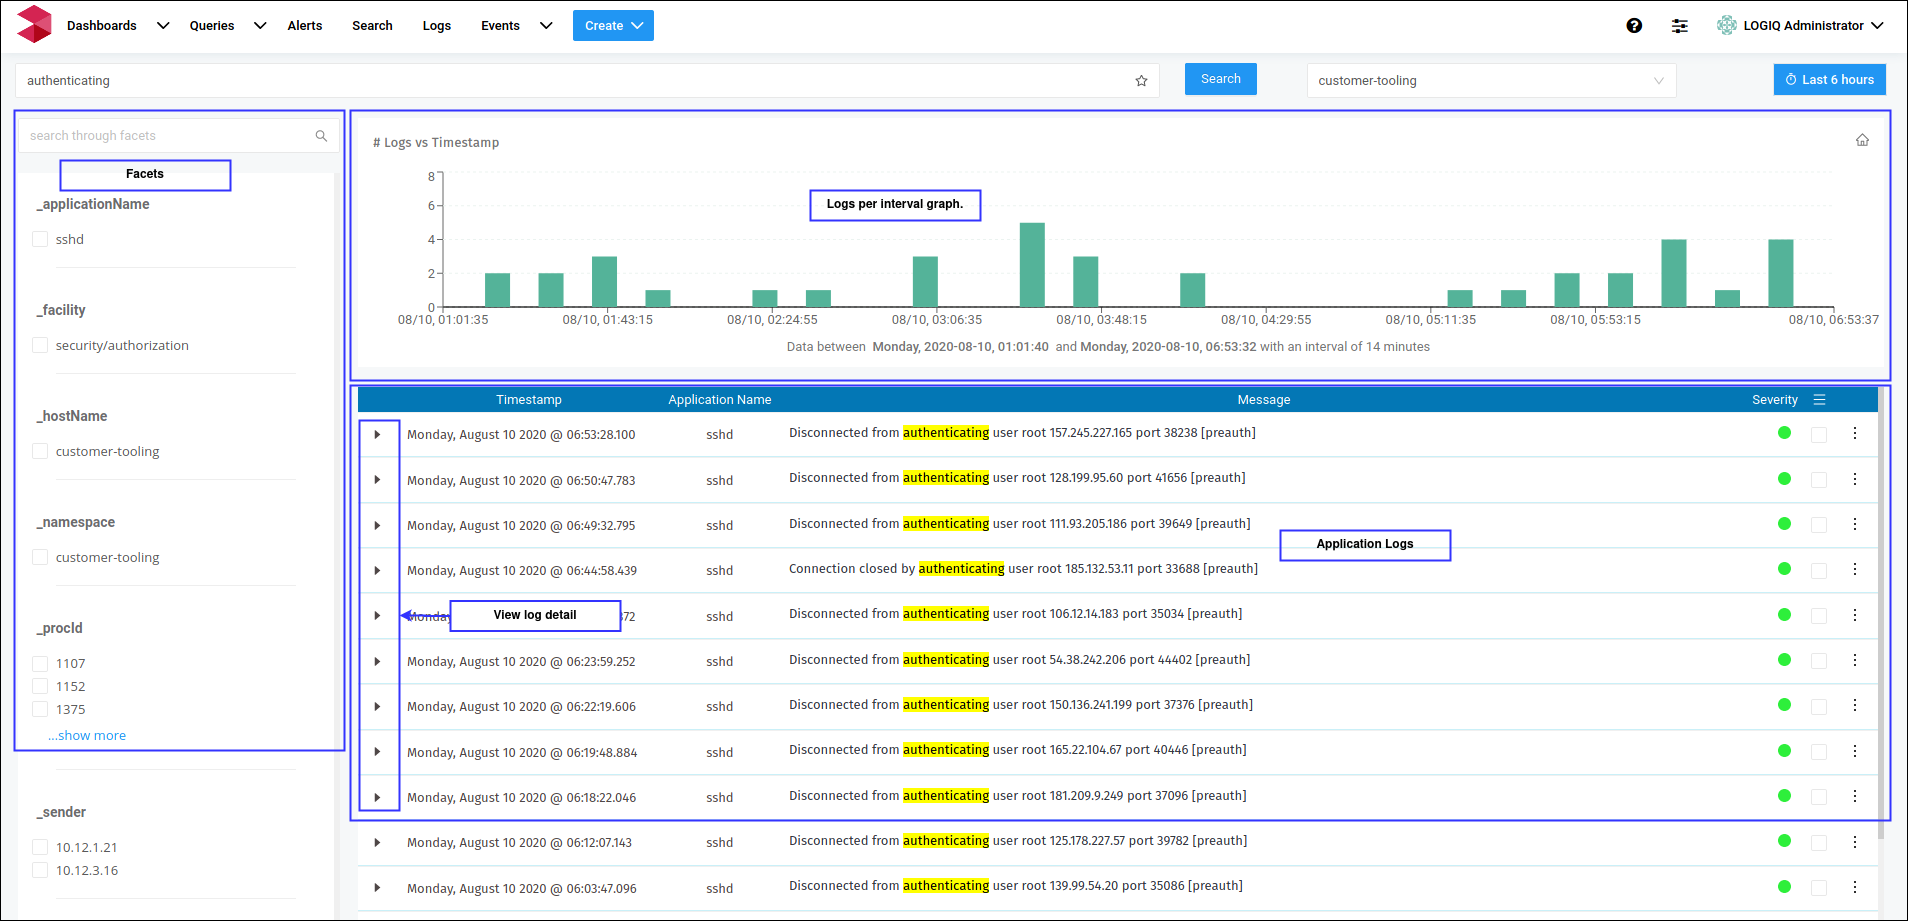 Dashboards Queries Alerts Search Logs Events Create LOGIQ Administrator
authenticating Search customer-tooling Last 6 hours
search through facets
Facets
_applicationName
sshd
_facility
security/authorization
_hostName
customer-tooling
_namespace
customer-tooling
_procId
1107
1152
1375
...show more
_sender
10.12.1.21
10.12.3.16
# Logs vs Timestamp
Logs per interval graph.
8
6
4
2
0
08/10, 01:01:35 08/10, 01:43:15 08/10, 02:24:55 08/10, 03:06:35 08/10, 03:48:15 08/10, 04:29:55 08/10, 05:11:35 08/10, 05:53:15 08/10, 06:53:37
Data between Monday, 2020-08-10, 01:01:40 and Monday, 2020-08-10, 06:53:32 with an interval of 14 minutes
Timestamp Application Name Message Severity
Monday, August 10 2020 @ 06:53:28.100 sshd Disconnected from authenticating user root 157.245.227.165 port 38238 [preauth]
Monday, August 10 2020 @ 06:50:47.783 sshd Disconnected from authenticating user root 128.199.95.60 port 41656 [preauth]
Monday, August 10 2020 @ 06:49:32.795 sshd Disconnected from authenticating user root 111.93.205.186 port 39649 [preauth]
Application Logs
Monday, August 10 2020 @ 06:44:58.439 sshd Connection closed by authenticating user root 185.132.53.11 port 33688 [preauth]
View log detail
72 sshd Disconnected from authenticating user root 106.12.14.183 port 35034 [preauth]
Monday, August 10 2020 @ 06:23:59.252 sshd Disconnected from authenticating user root 54.38.242.206 port 44402 [preauth]
Monday, August 10 2020 @ 06:22:19.606 sshd Disconnected from authenticating user root 150.136.241.199 port 37376 [preauth]
Monday, August 10 2020 @ 06:19:48.884 sshd Disconnected from authenticating user root 165.22.104.67 port 40446 [preauth]
Monday, August 10 2020 @ 06:18:22.046 sshd Disconnected from authenticating user root 181.209.9.249 port 37096 [preauth]
Monday, August 10 2020 @ 06:12:07.143 sshd Disconnected from authenticating user root 125.178.227.57 port 39782 [preauth]
Monday, August 10 2020 @ 06:03:47.096 sshd Disconnected from authenticating user root 139.99.54.20 port 35086 [preauth]